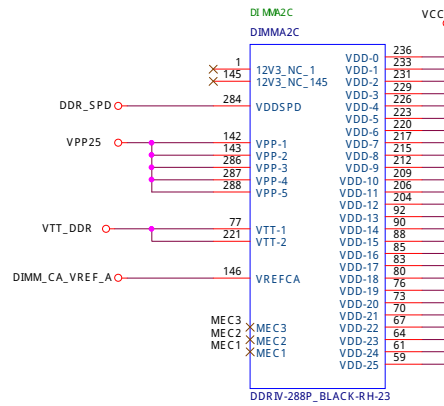 DIMMA2C
VCC
DIMMA2C
1 12V3_NC_1 VDD-0 236
145 12V3_NC_145 VDD-1 233
VDD-2 231
VDD-3 229
DDR_SPD 284 VDDSPD VDD-4 226
VDD-5 223
VDD-6 220
VPP25 142 VPP-1 VDD-7 217
143 VPP-2 VDD-8 215
286 VPP-3 VDD-9 212
287 VPP-4 VDD-10 209
288 VPP-5 VDD-11 206
VDD-12 204
VDD-13 92
VTT_DDR 77 VTT-1 VDD-14 90
221 VTT-2 VDD-15 88
VDD-16 85
VDD-17 83
DIMM_CA_VREF_A 146 VREFCA VDD-18 80
VDD-19 76
VDD-20 73
VDD-21 70
MEC3 MEC3 VDD-22 67
MEC2 MEC2 VDD-23 64
MEC1 MEC1 VDD-24 61
VDD-25 59
DDRIV-288P_BLACK-RH-23